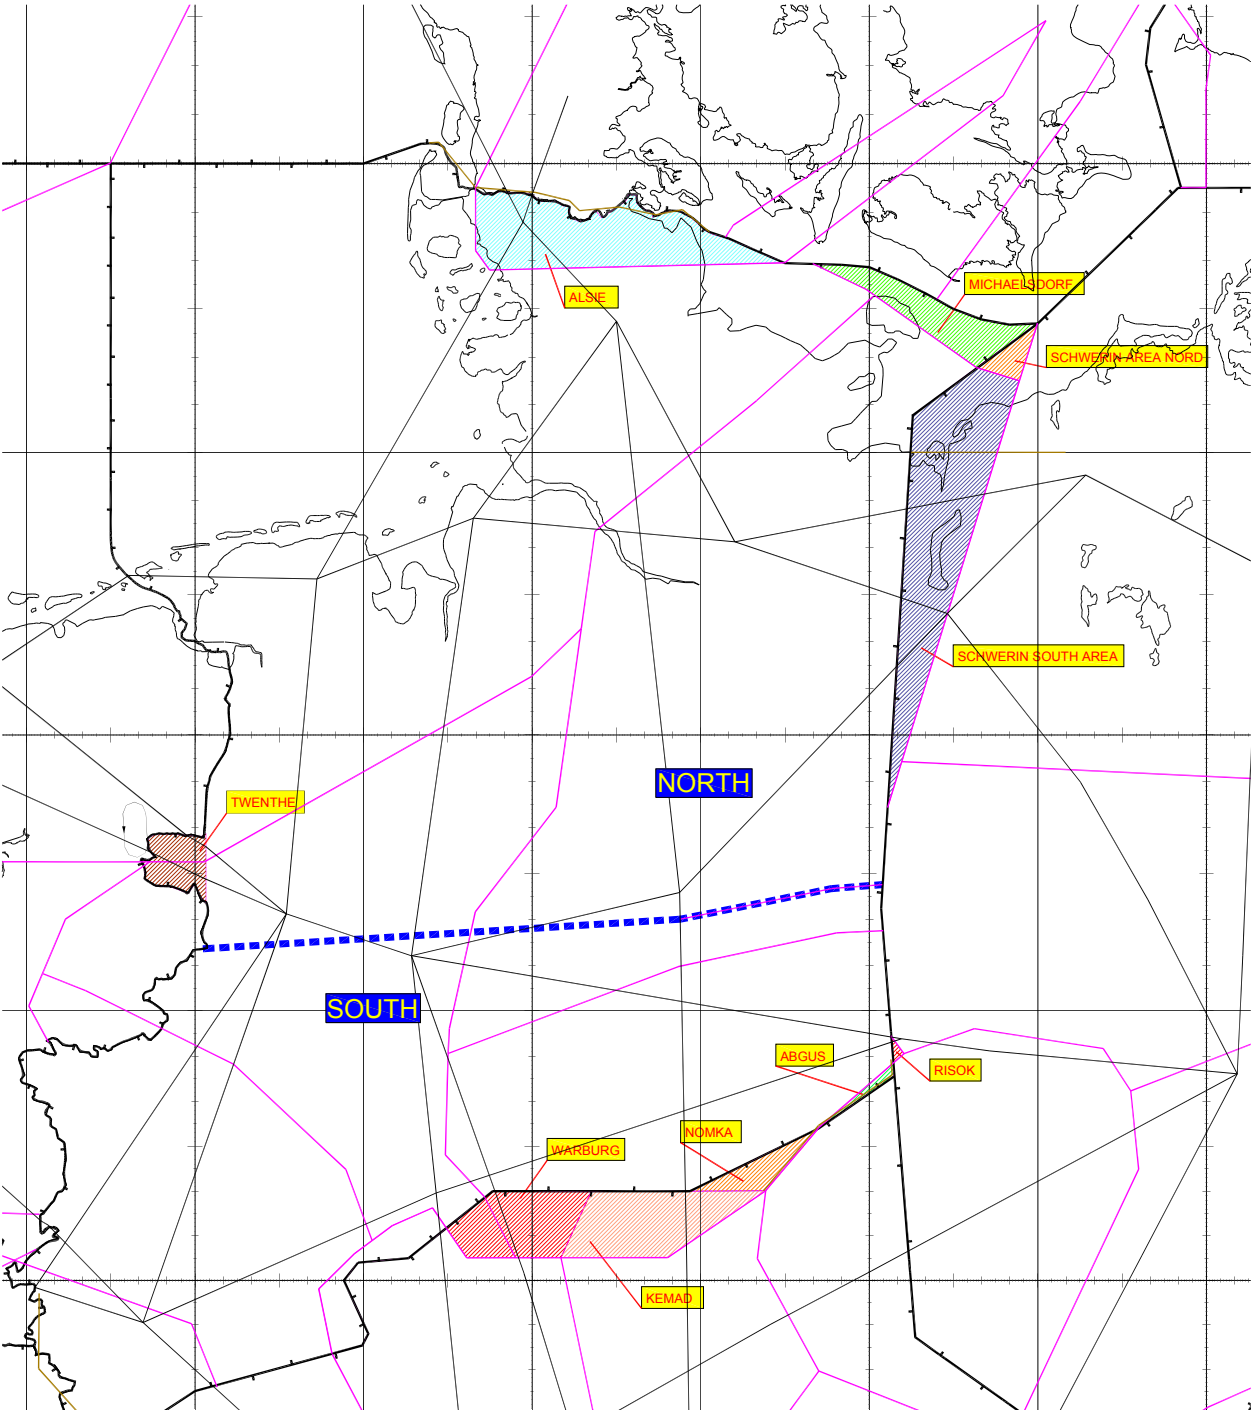 MICHAELSDORF
ALSIE
SCHWERIN AREA NORD
SCHWERIN SOUTH AREA
NORTH
TWENTHE
SOUTH
ABGUS
RISOK
NOMKA
WARBURG
KEMAD